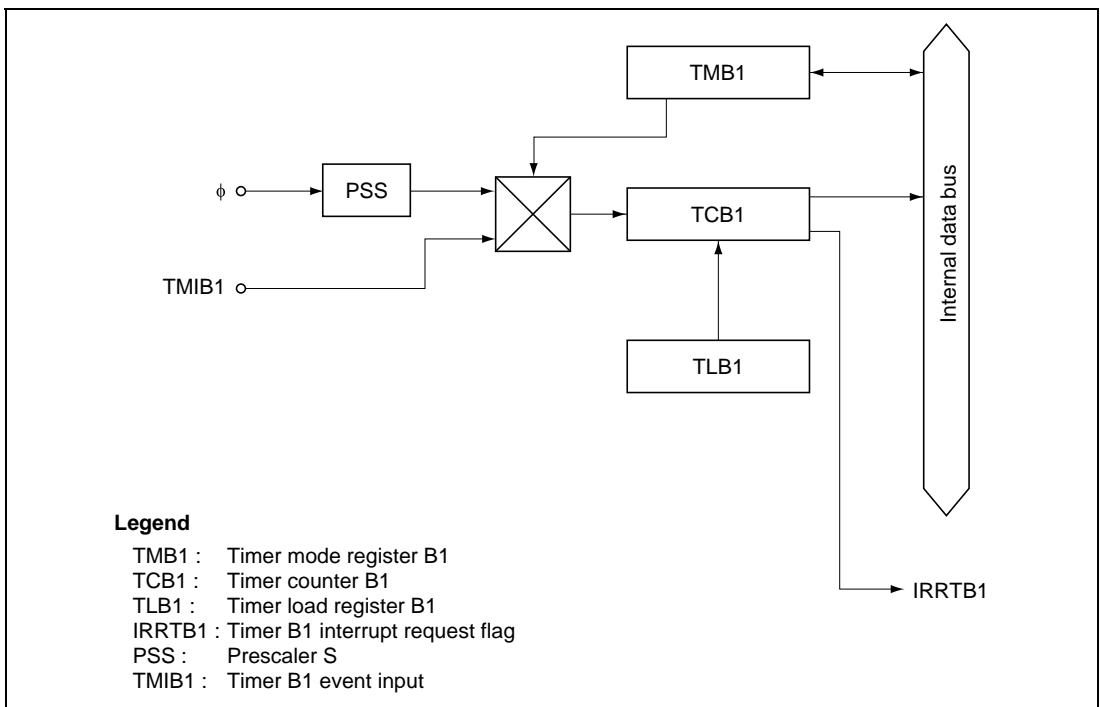 TMB1
ϕ
PSS
TCB1
TMIB1
TLB1
Internal data bus
IRRTB1
Legend
TMB1 : Timer mode register B1
TCB1 : Timer counter B1
TLB1 : Timer load register B1
IRRTB1 : Timer B1 interrupt request flag
PSS : Prescaler S
TMIB1 : Timer B1 event input